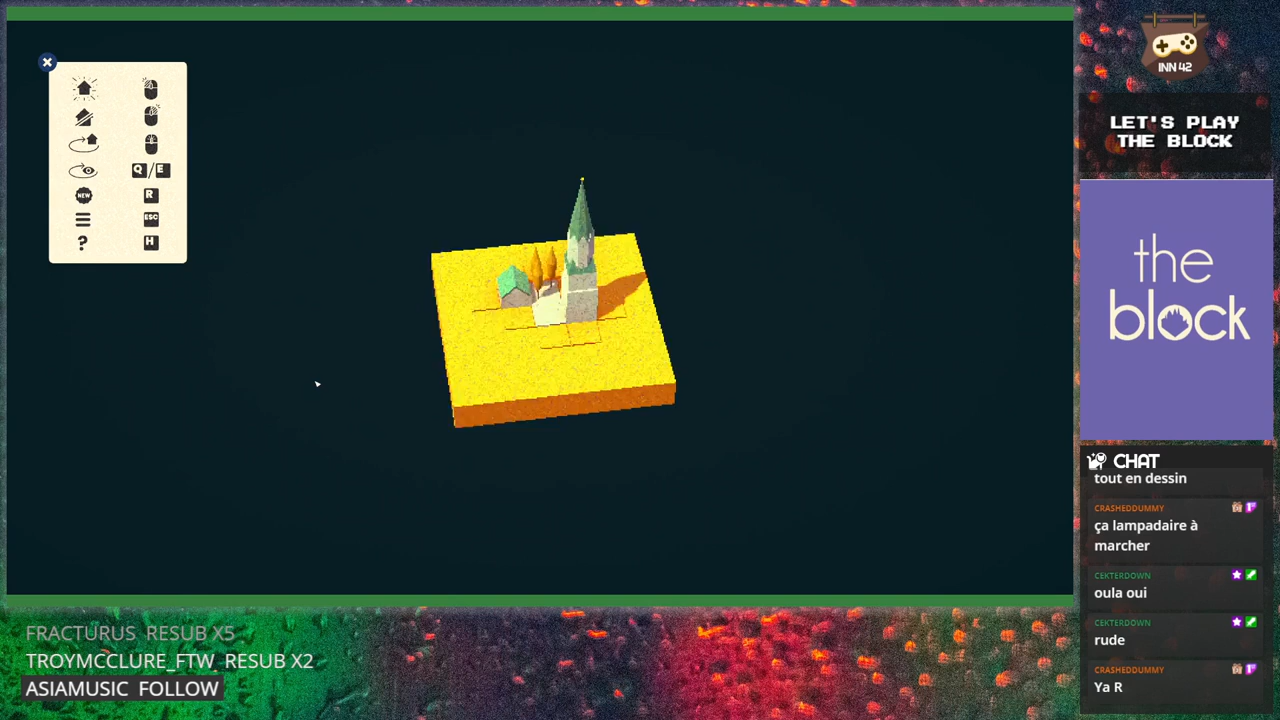 Q/E
NEW R
ESC
? H
INN 42
LET'S PLAY
THE BLOCK
the
block
CHAT
tout en dessin
CRASHEDDUMMY
ça lampadaire à
marcher
CEKTERDOWN
oula oui
CEKTERDOWN
rude
CRASHEDDUMMY
Ya R
FRACTURUS RESUB X5
TROYMCCLURE_FTW_ RESUB X2
ASIAMUSIC FOLLOW